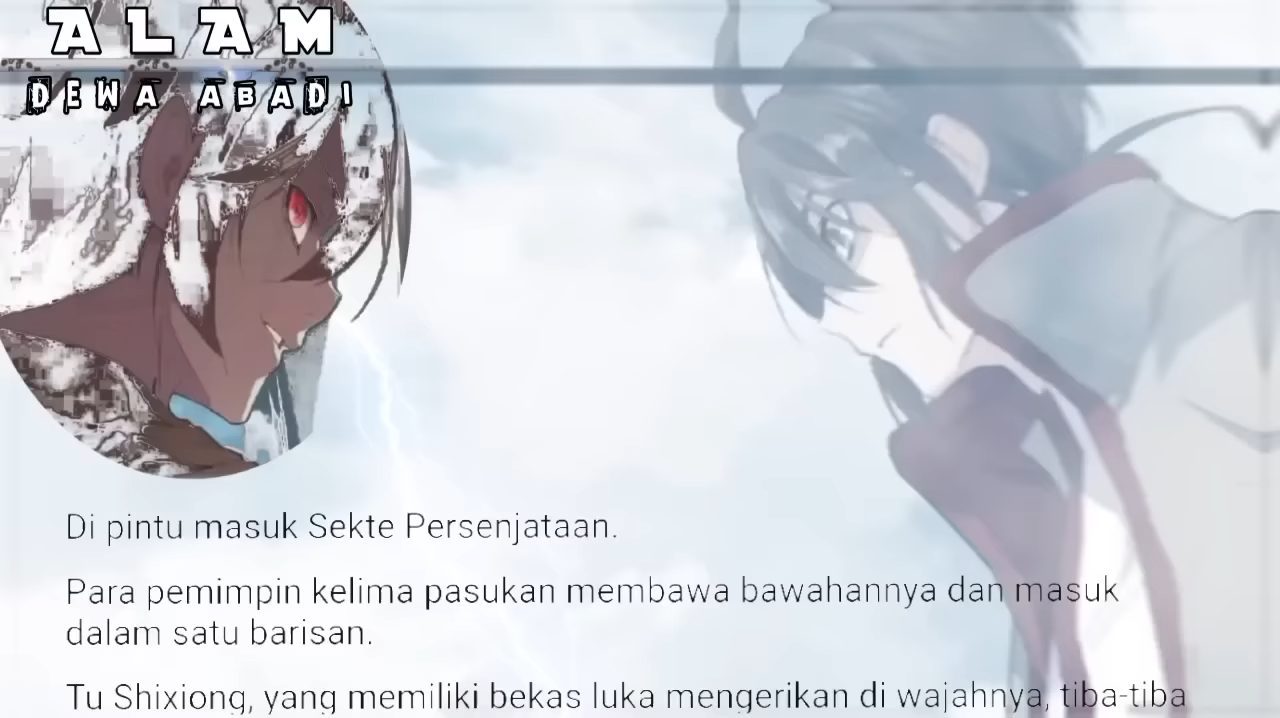 ALAM
DEWA ABADI
Di pintu masuk Sekte Persenjataan.
Para pemimpin kelima pasukan membawa bawahannya dan masuk
dalam satu barisan.
Tu Shixiong, yang memiliki bekas luka mengerikan di wajahnya, tiba-tiba